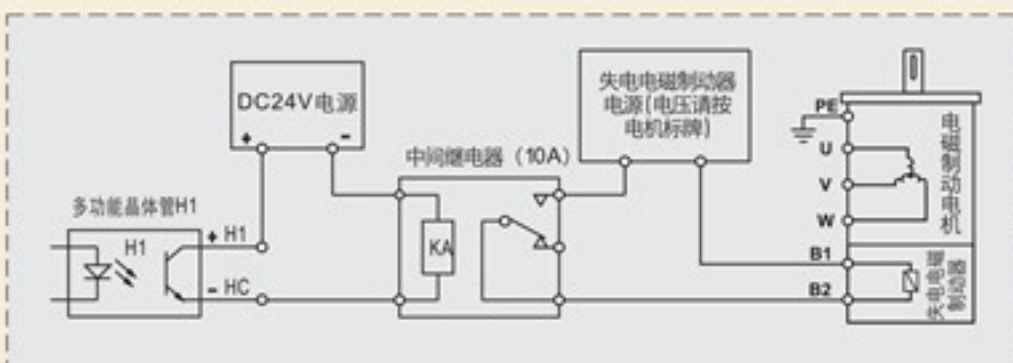 DC24V电源
+ -
失电电磁制动器
电源(电压请按
电机标牌)
中间继电器（10A）
多功能晶体管H1
H1
+ H1
- HC
KA
PE
U
V
W
B1
B2
电磁制动电机
失电电磁
制动器